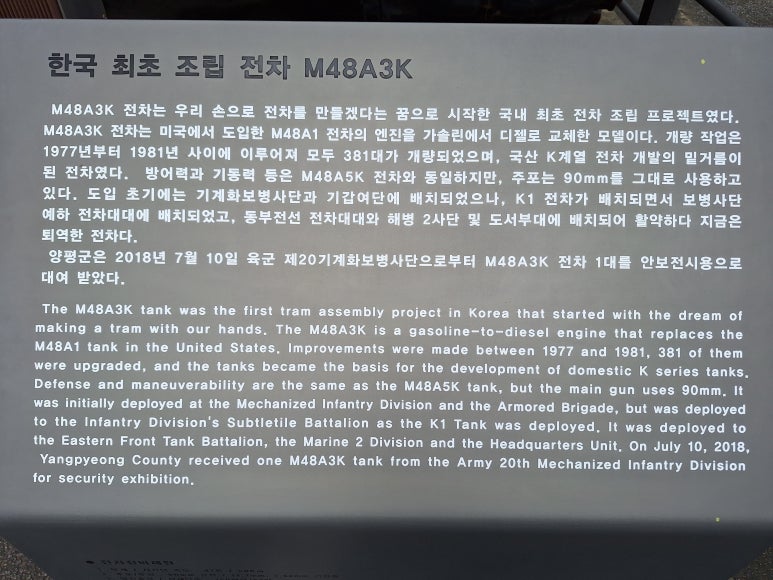 한국 최초 조립 전차 M48A3K
M48A3K 전차는 우리 손으로 전차를 만들겠다는 꿈으로 시작한 국내 최초 전차 조립 프로젝트였다.
M48A3K 전차는 미국에서 도입한 M48A1 전차의 엔진을 가솔린에서 디젤로 교체한 모델이다. 개량 작업은
1977년부터 1981년 사이에 이루어져 모두 381대가 개량되었으며, 국산 K계열 전차 개발의 밑거름이
된 전차였다. 방어력과 기동력 등은 M48A5K 전차와 동일하지만, 주포는 90mm를 그대로 사용하고
있다. 도입 초기에는 기계화보병사단과 기갑여단에 배치되었으나, K1 전차가 배치되면서 보병사단
예하 전차대대에 배치되었고, 동부전선 전차대대와 해병 2사단 및 도서부대에 배치되어 활약하다 지금은
퇴역한 전차다.
양평군은 2018년 7월 10일 육군 제20기계화보병사단으로부터 M48A3K 전차 1대를 안보전시용으로
대여 받았다.
The M48A3K tank was the first tram assembly project in Korea that started with the dream of
making a tram with our hands. The M48A3K is a gasoline-to-diesel engine that replaces the
M48A1 tank in the United States. Improvements were made between 1977 and 1981, 381 of them
were upgraded, and the tanks became the basis for the development of domestic K series tanks.
Defense and maneuverability are the same as the M48A5K tank, but the main gun uses 90mm. It
was initially deployed at the Mechanized Infantry Division and the Armored Brigade, but was deployed
to the Infantry Division's Subtletile Battalion as the K1 Tank was deployed. It was deployed to
the Eastern Front Tank Battalion, the Marine 2 Division and the Headquarters Unit. On July 10, 2018,
Yangpyeong County received one M48A3K tank from the Army 20th Mechanized Infantry Division
for security exhibition.